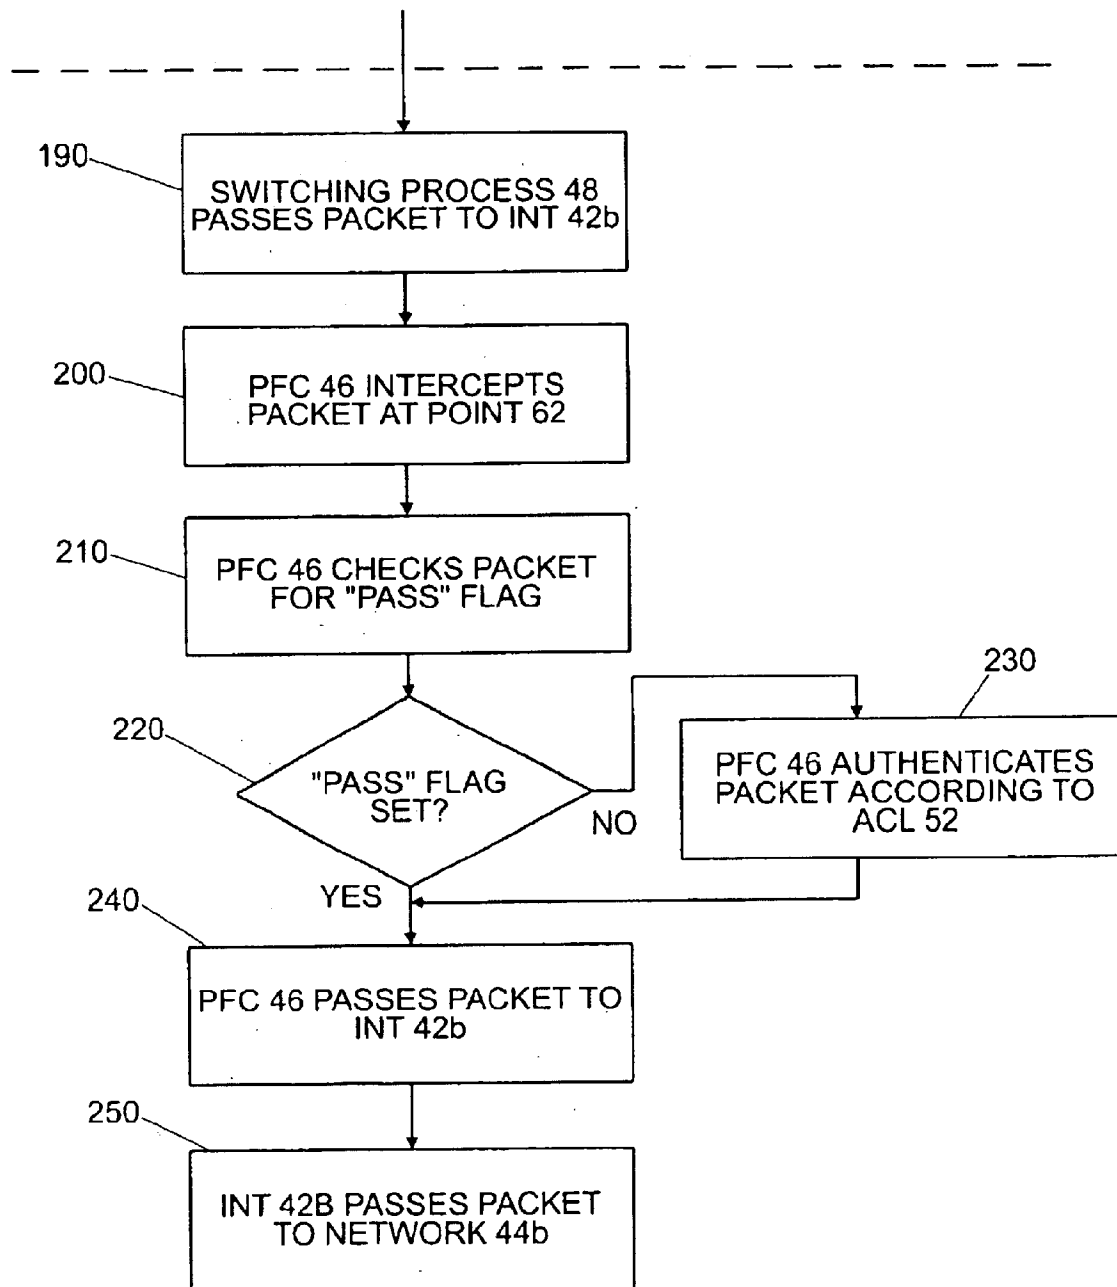 190
SWITCHING PROCESS 48
PASSES PACKET TO INT 42b
200
PFC 46 INTERCEPTS
PACKET AT POINT 62
210
PFC 46 CHECKS PACKET
FOR "PASS" FLAG
220
"PASS" FLAG
SET?
NO
YES
230
PFC 46 AUTHENTICATES
PACKET ACCORDING TO
ACL 52
240
PFC 46 PASSES PACKET TO
INT 42b
250
INT 42B PASSES PACKET
TO NETWORK 44b